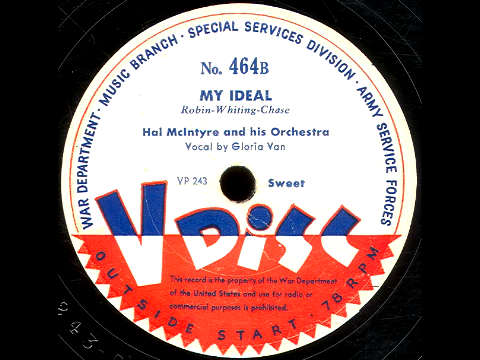 WAR DEPARTMENT · MUSIC BRANCH · SPECIAL SERVICES DIVISION · ARMY SERVICE FORCES
No. 464B
MY IDEAL
Robin-Whiting-Chase
Hal McIntyre and his Orchestra
Vocal by Gloria Van
VP 243
Sweet
V DISC
This record is the property of the War Department
of the United States and use for radio or
commercial purposes is prohibited.
OUTSIDE START · 78 RPM